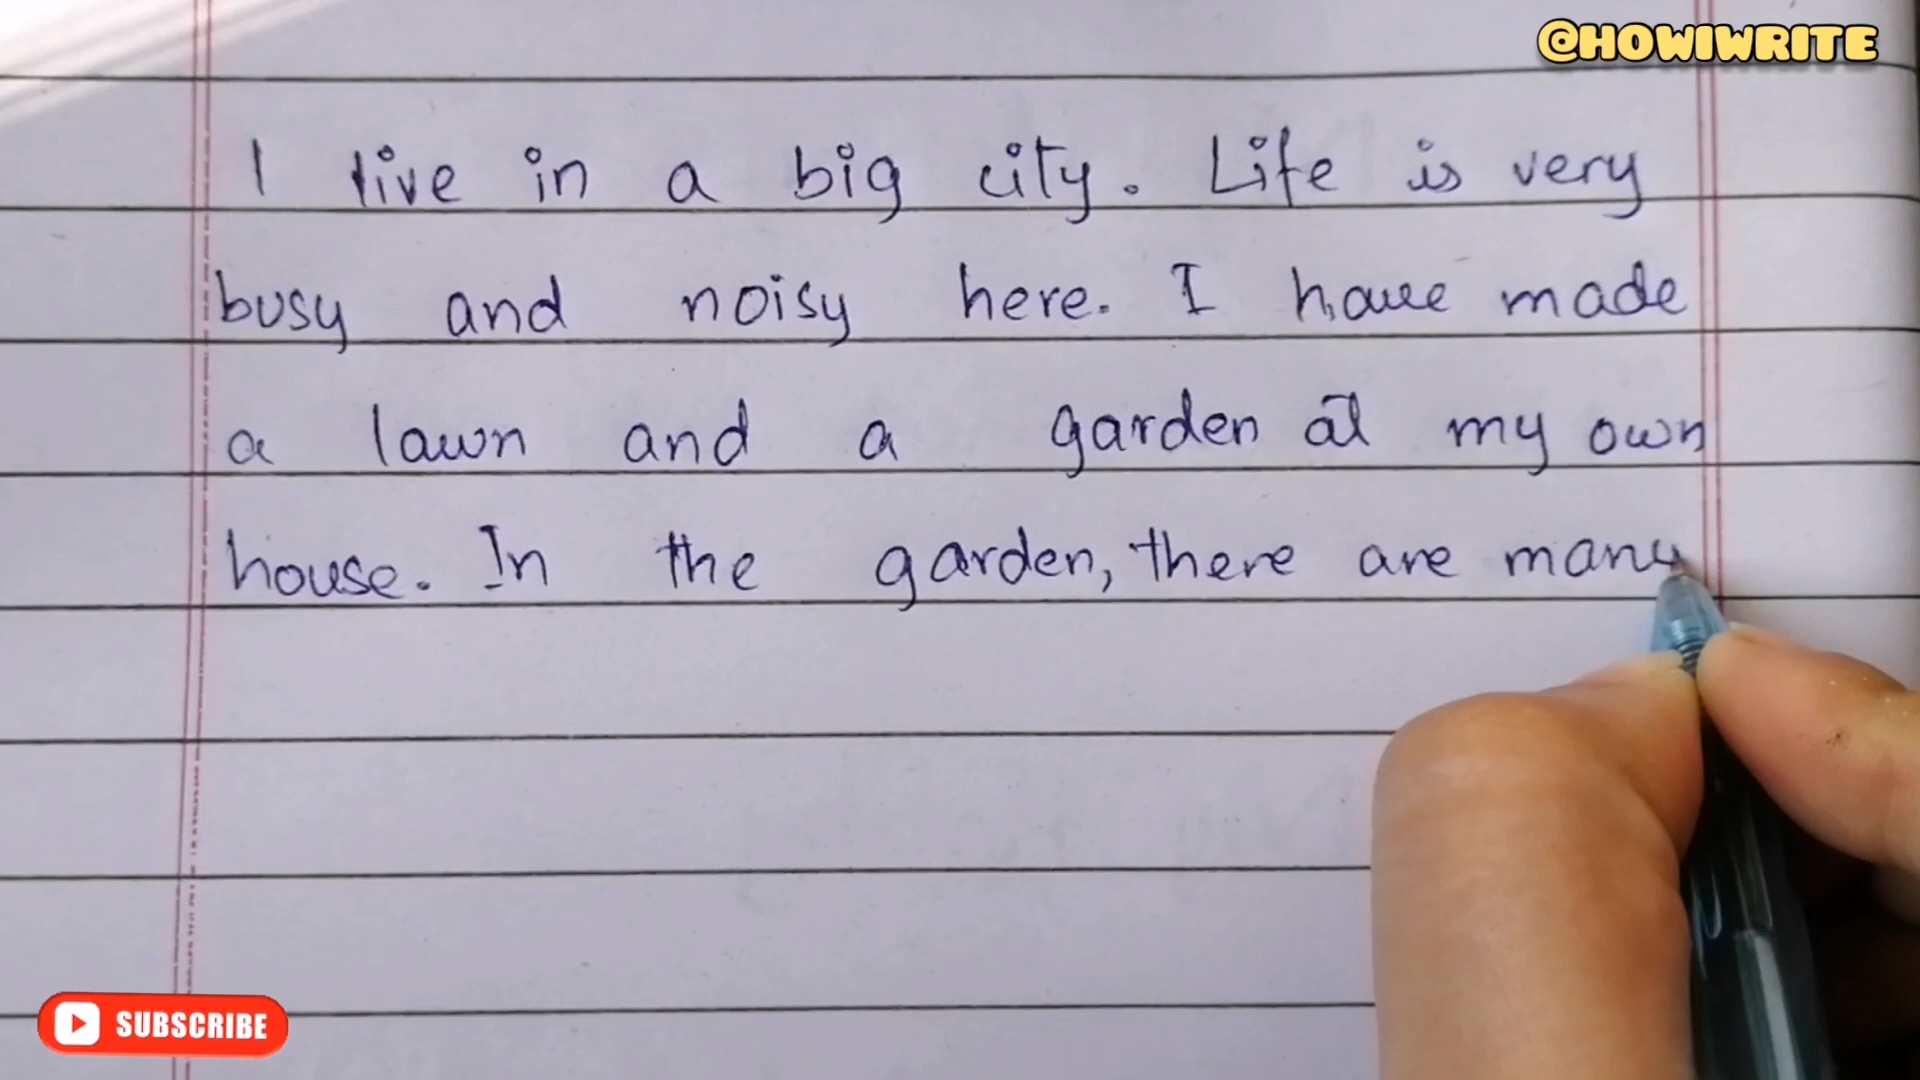 @HOWIWRITE
I live in a big city. Life is very
busy and noisy here. I have made
a lawn and a garden at my own
house. In the garden, there are many
SUBSCRIBE